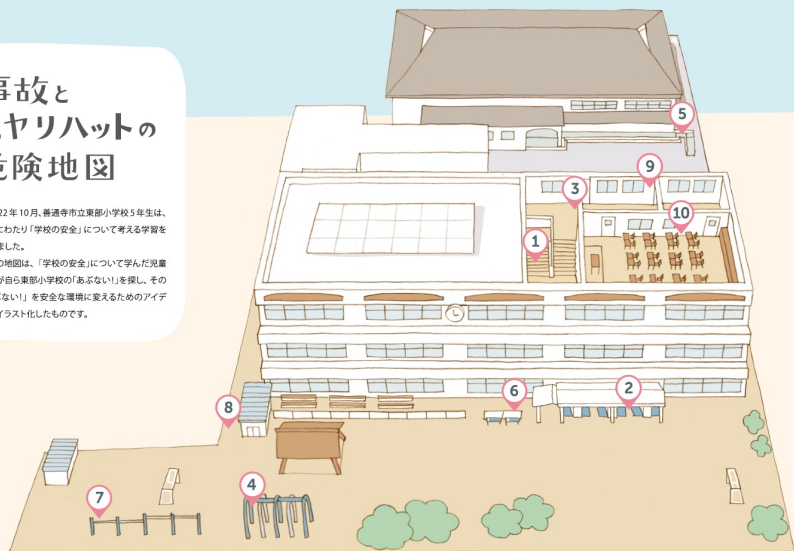 事故と
ヤリハットの
険地図
22年10月、善通寺市立東部小学校5年生は、
にわたり「学校の安全」について考える学習を
ました。
の地図は、「学校の安全」について学んだ児童
が自ら東部小学校の「あぶない!」を探し、その
ない!」を安全な環境に変えるためのアイデ
イラスト化したものです。
5
9
3
10
1
6
2
8
4
7